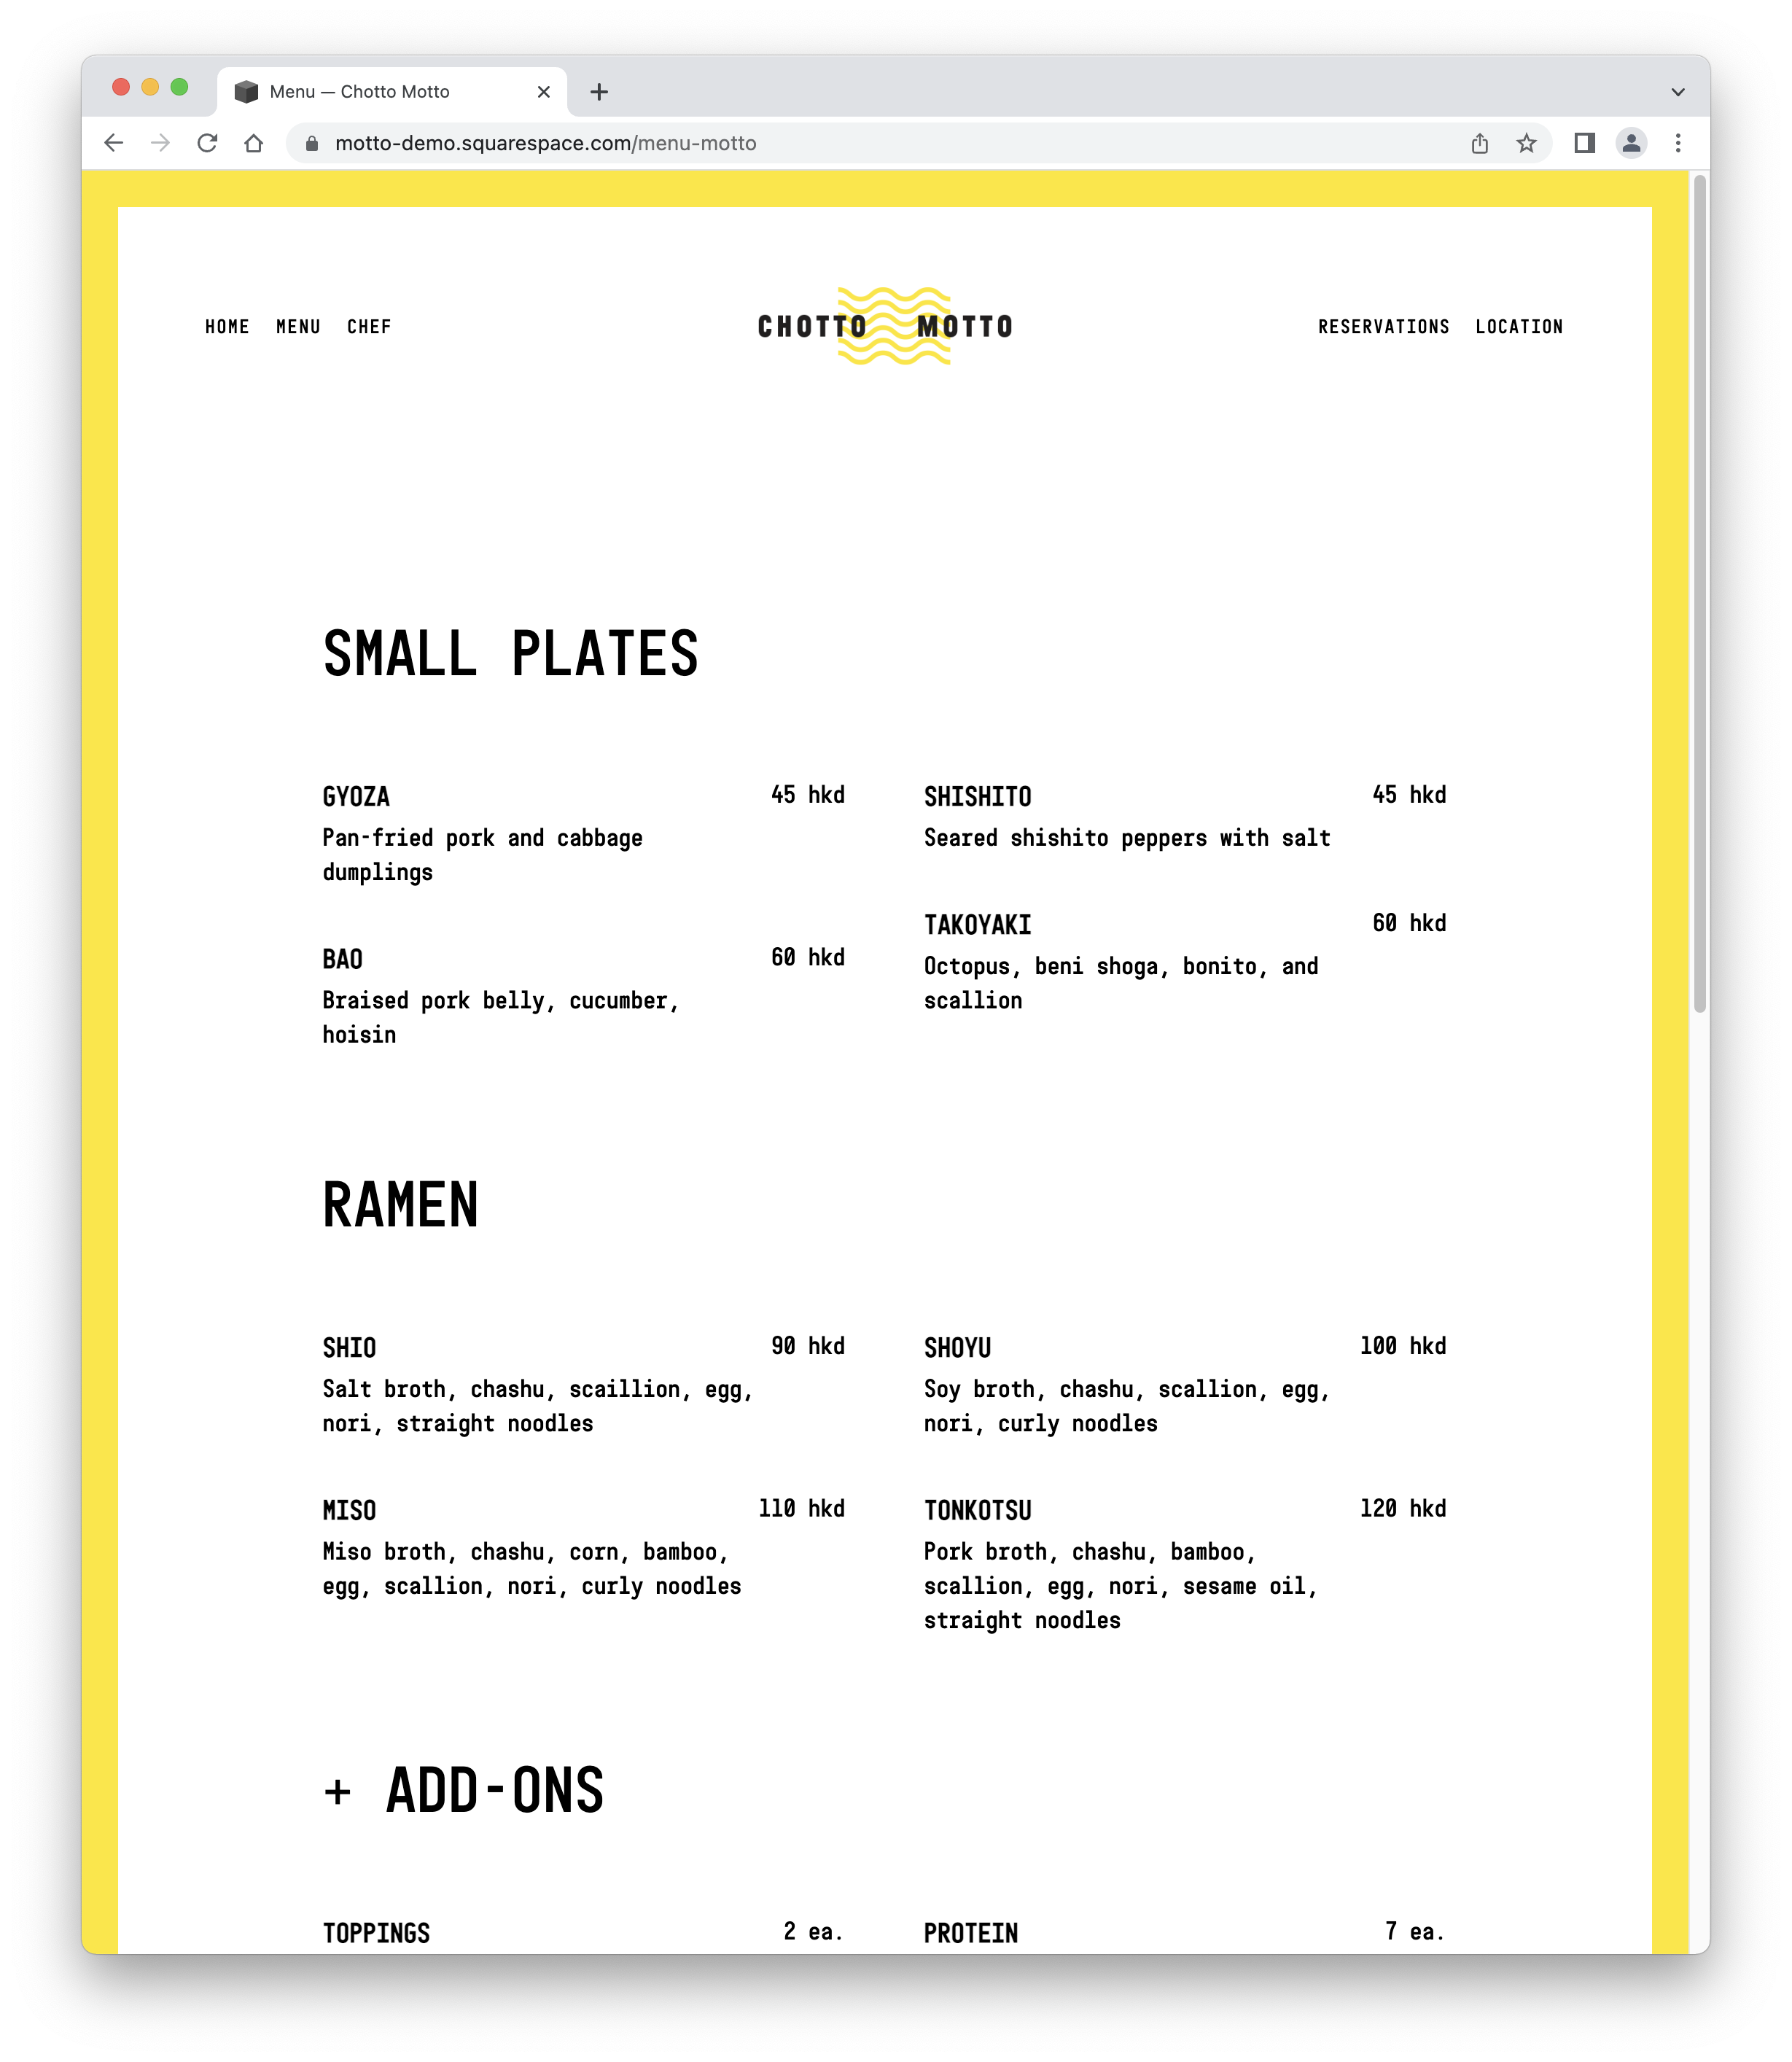 Menu — Chotto Motto
motto-demo.squarespace.com/menu-motto
HOME MENU CHEF
CHOTTO MOTTO
RESERVATIONS LOCATION
SMALL PLATES
GYOZA 45 hkd
Pan-fried pork and cabbage
dumplings
BAO 60 hkd
Braised pork belly, cucumber,
hoisin
SHISHITO 45 hkd
Seared shishito peppers with salt
TAKOYAKI 60 hkd
Octopus, beni shoga, bonito, and
scallion
RAMEN
SHIO 90 hkd
Salt broth, chashu, scaillion, egg,
nori, straight noodles
MISO 110 hkd
Miso broth, chashu, corn, bamboo,
egg, scallion, nori, curly noodles
SHOYU 100 hkd
Soy broth, chashu, scallion, egg,
nori, curly noodles
TONKOTSU 120 hkd
Pork broth, chashu, bamboo,
scallion, egg, nori, sesame oil,
straight noodles
+ ADD-ONS
TOPPINGS 2 ea.
PROTEIN 7 ea.